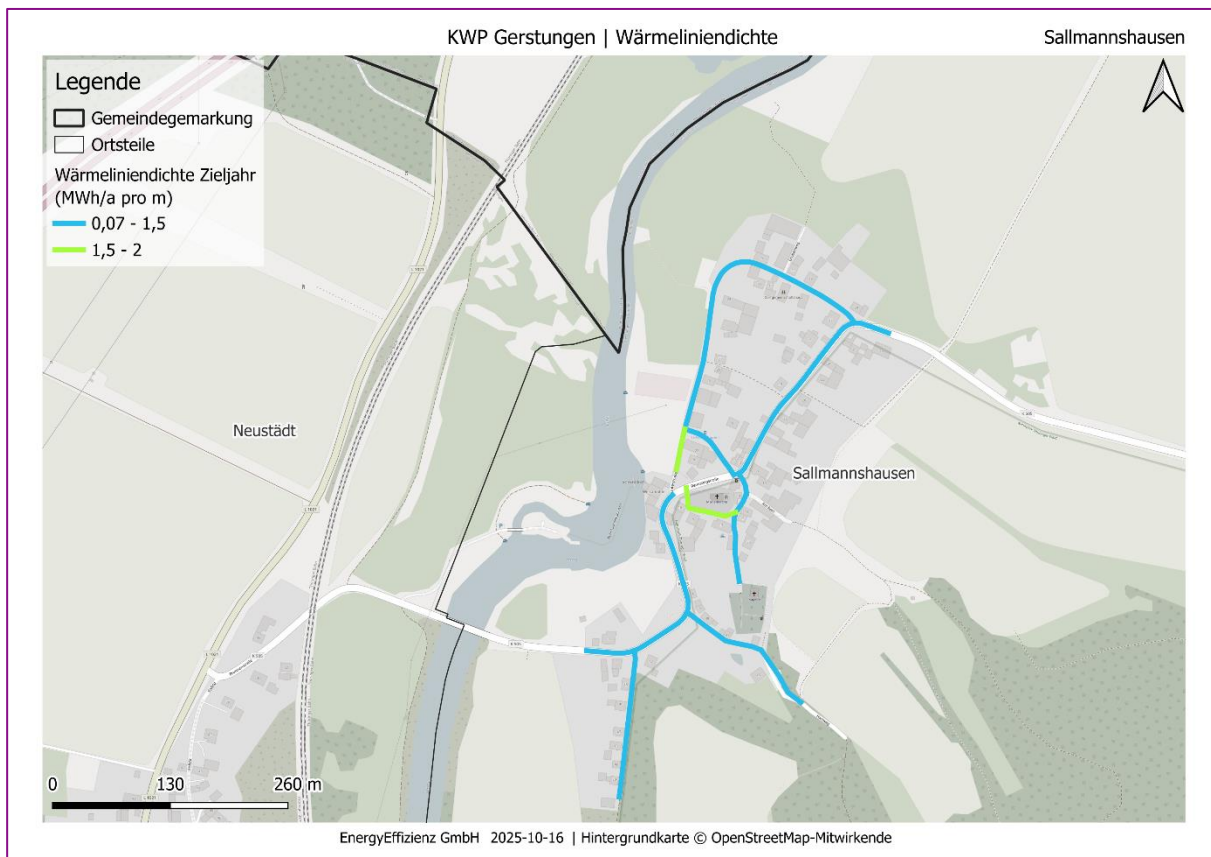 KWP Gerstungen | Wärmeliniendichte
Sallmannshausen
Legende
Gemeindegemarkung
Ortsteile
Wärmeliniendichte Zieljahr
(MWh/a pro m)
0,07 - 1,5
1,5 - 2
Neustädt
Sallmannshausen
0 130 260 m
EnergyEffizienz GmbH 2025-10-16 | Hintergrundkarte © OpenStreetMap-Mitwirkende